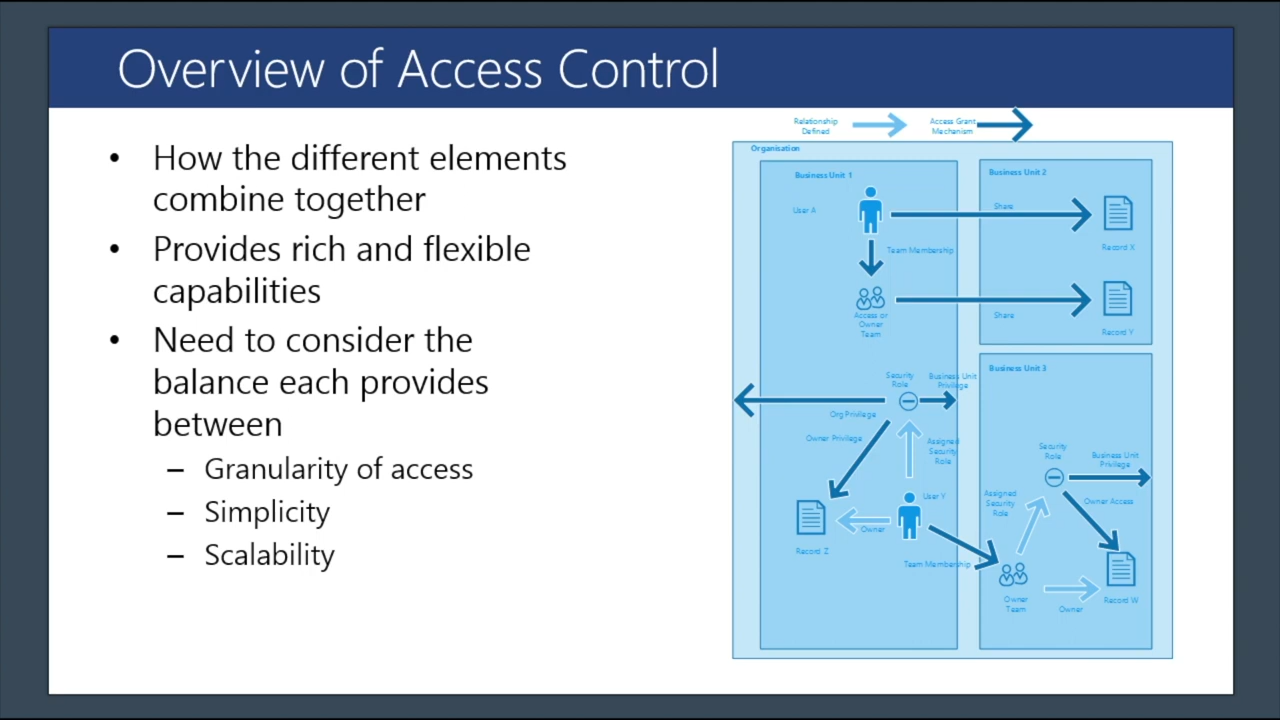 Overview of Access Control
• How the different elements
combine together
• Provides rich and flexible
capabilities
• Need to consider the
balance each provides
between
– Granularity of access
– Simplicity
– Scalability
Relationship
Defined
Access Grant
Mechanism
Organisation
Business Unit 1
User A
Team Membership
Access or
Owner
Team
Business Unit 2
Share
Record X
Share
Record Y
Security
Role
Business Unit
Privilege
Org Privilege
Owner Privilege
Assigned
Security
Role
User Y
Owner
Record Z
Team Membership
Business Unit 3
Security
Role
Business Unit
Privilege
Assigned
Security
Role
Owner Access
Owner
Team
Owner
Record W